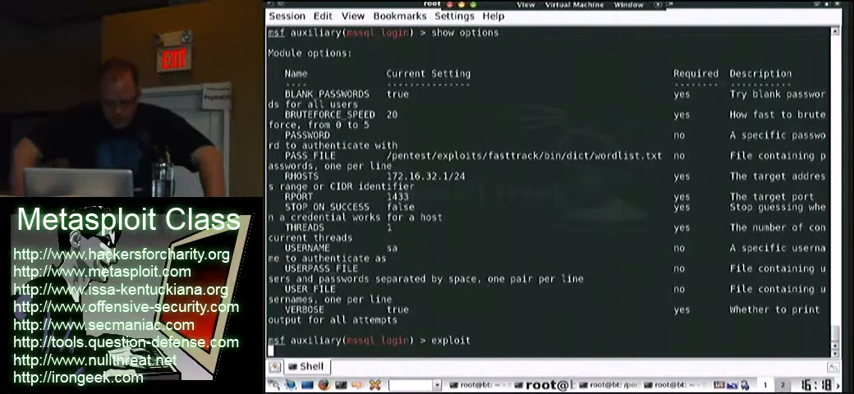 EXIT
Metasploit Class
http://www.hackersforcharity.org
http://www.metasploit.com
http://www.issa-kentuckiana.org
http://www.offensive-security.com
http://www.secmaniac.com
http://tools.question-defense.com
http://www.nullthreat.net
http://irongeek.com
root View Virtual Machine Window
Session Edit View Bookmarks Settings Help
msf auxiliary(mssql_login) > show options
Module options:
Name Current Setting Required Description
---- --------------- -------- -----------
BLANK_PASSWORDS true yes Try blank passwor
ds for all users
BRUTEFORCE_SPEED 20 yes How fast to brute
force, from 0 to 5
PASSWORD no A specific passwo
rd to authenticate with
PASS_FILE /pentest/exploits/fasttrack/bin/dict/wordlist.txt no File containing p
asswords, one per line
RHOSTS 172.16.32.1/24 yes The target addres
s range or CIDR identifier
RPORT 1433 yes The target port
STOP_ON_SUCCESS false yes Stop guessing whe
n a credential works for a host
THREADS 1 yes The number of con
current threads
USERNAME sa no A specific userna
me to authenticate as
USERPASS_FILE no File containing u
sers and passwords separated by space, one pair per line
USER_FILE no File containing u
sernames, one per line
VERBOSE true yes Whether to print
output for all attempts
msf auxiliary(mssql_login) > exploit
Shell
root@bt: ~ root@b root@bt: /per root@bt: ~ 1 2 16:18